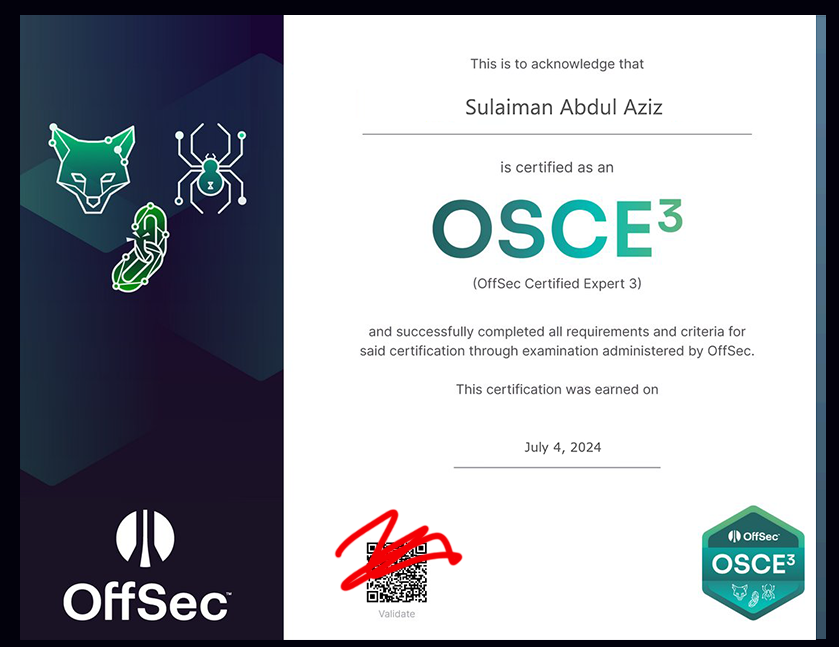 This is to acknowledge that
Sulaiman Abdul Aziz
is certified as an
OSCE³
(OffSec Certified Expert 3)
and successfully completed all requirements and criteria for
said certification through examination administered by OffSec.
This certification was earned on
July 4, 2024
OffSec™
Validate
OffSec
OSCE³